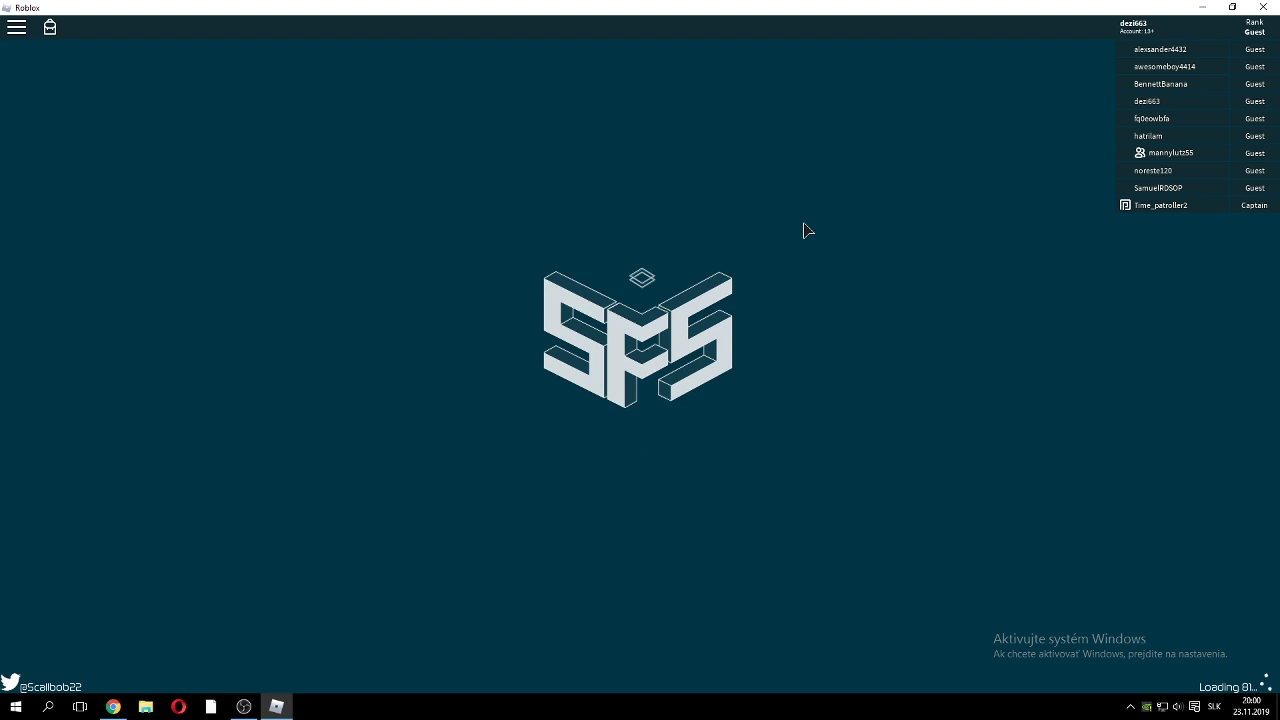 Roblox
dezi663 Rank
Account: 13+ Guest
alexsander4432 Guest
awesomeboy4414 Guest
BennettBanana Guest
dezi663 Guest
fq0eowbfa Guest
hatrilam Guest
mannylutz55 Guest
noreste120 Guest
SamuelRDSOP Guest
Time_patroller2 Captain
SFS
Aktivujte systém Windows
Ak chcete aktivovať Windows, prejdite na nastavenia.
@Scallbob22
Loading 81...
SLK
20:00
23.11.2019